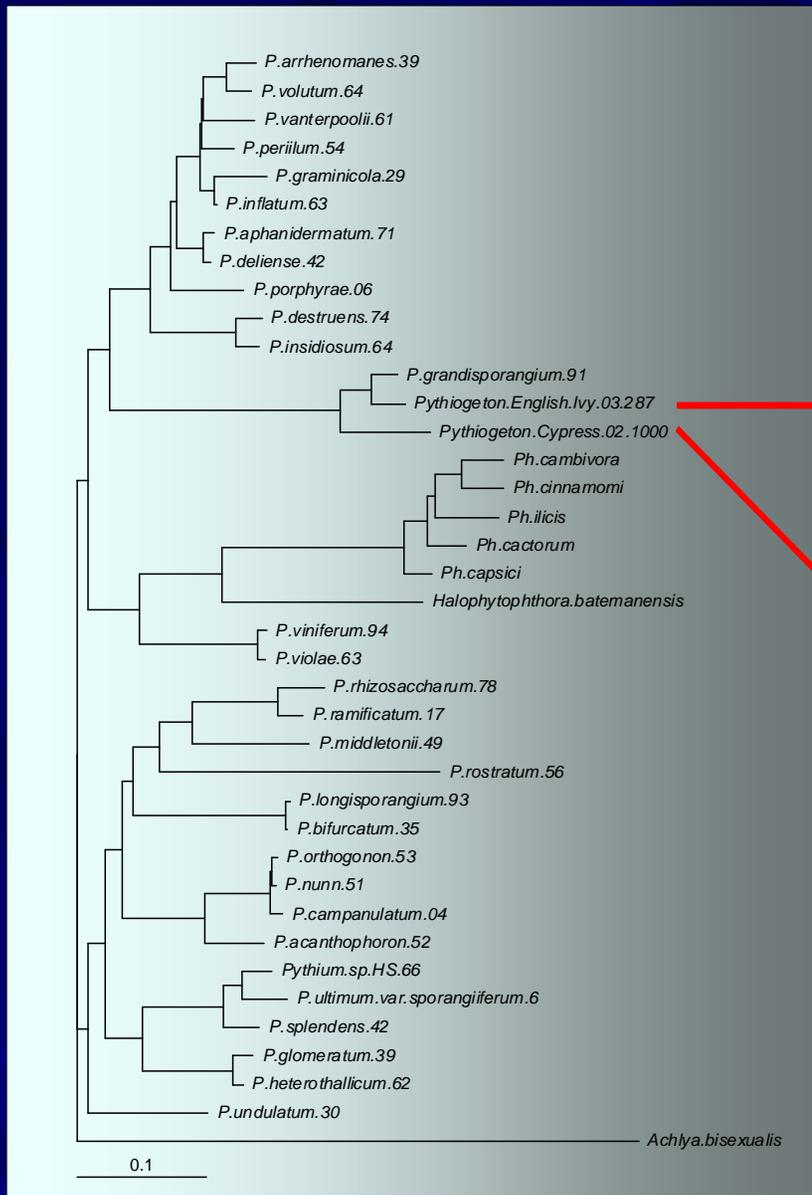 P.arrhenomanes.39
P.volutum.64
P.vanterpoolii.61
P.periilum.54
P.graminicola.29
P.inflatum.63
P.aphanidermatum.71
P.deliense.42
P.porphyrae.06
P.destruens.74
P.insidiosum.64
P.grandisporangium.91
Pythiogeton.English.Ivy.03.287
Pythiogeton.Cypress.02.1000
Ph.cambivora
Ph.cinnamomi
Ph.ilicis
Ph.cactorum
Ph.capsici
Halophytophthora.batemanensis
P.viniferum.94
P.violae.63
P.rhizosaccharum.78
P.ramificatum.17
P.middletonii.49
P.rostratum.56
P.longisporangium.93
P.bifurcatum.35
P.orthogonon.53
P.nunn.51
P.campanulatum.04
P.acanthophoron.52
Pythium.sp.HS.66
P.ultimum.var.sporangiiferum.6
P.splendens.42
P.glomeratum.39
P.heterothallicum.62
P.undulatum.30
Achlya.bisexualis
0.1